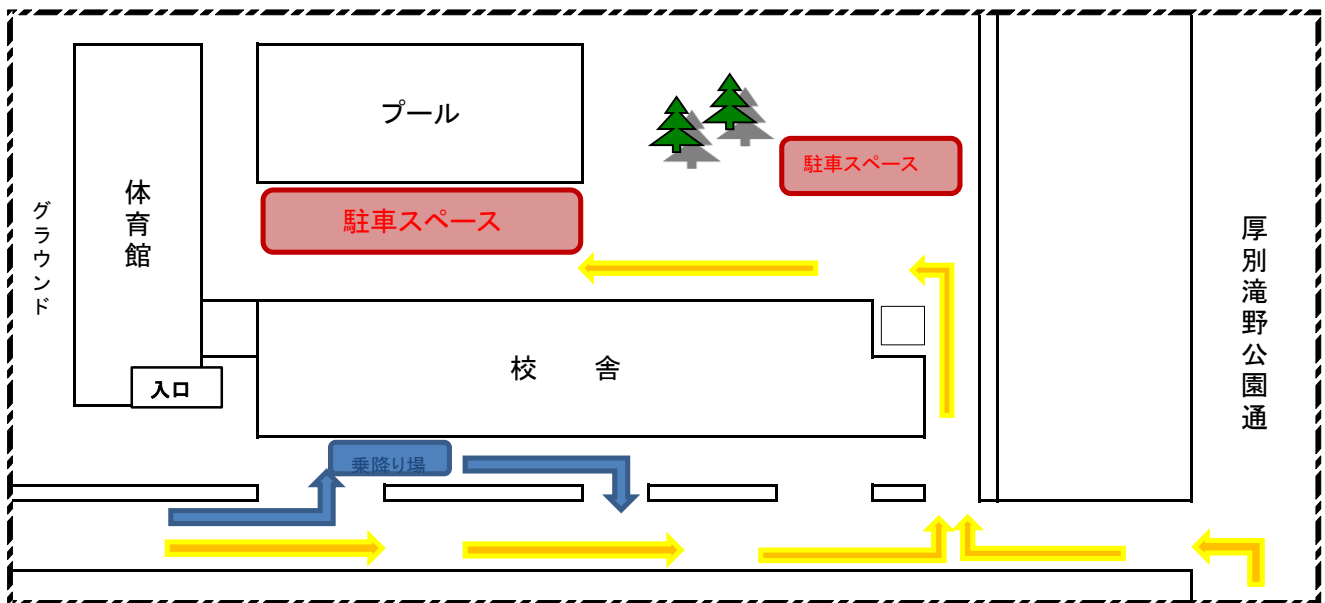 プール
駐車スペース
体育館
駐車スペース
グラウンド
厚別滝野公園通
校　舎
入口
乗降り場